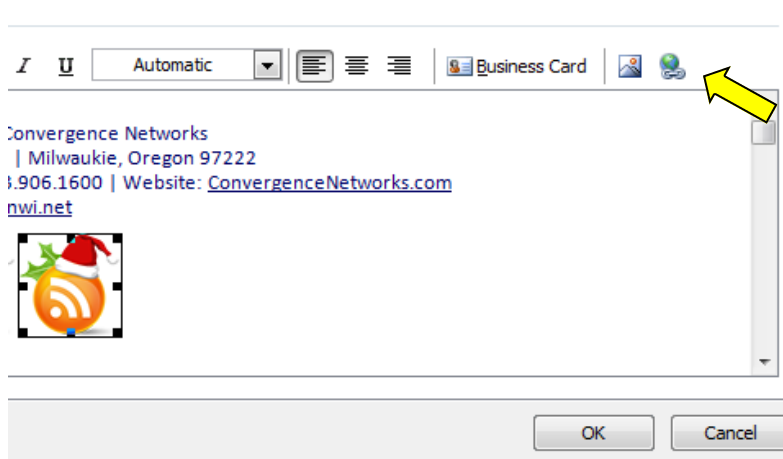 I U Automatic Business Card
Convergence Networks
| Milwaukie, Oregon 97222
.906.1600 | Website: ConvergenceNetworks.com
nwi.net
OK Cancel